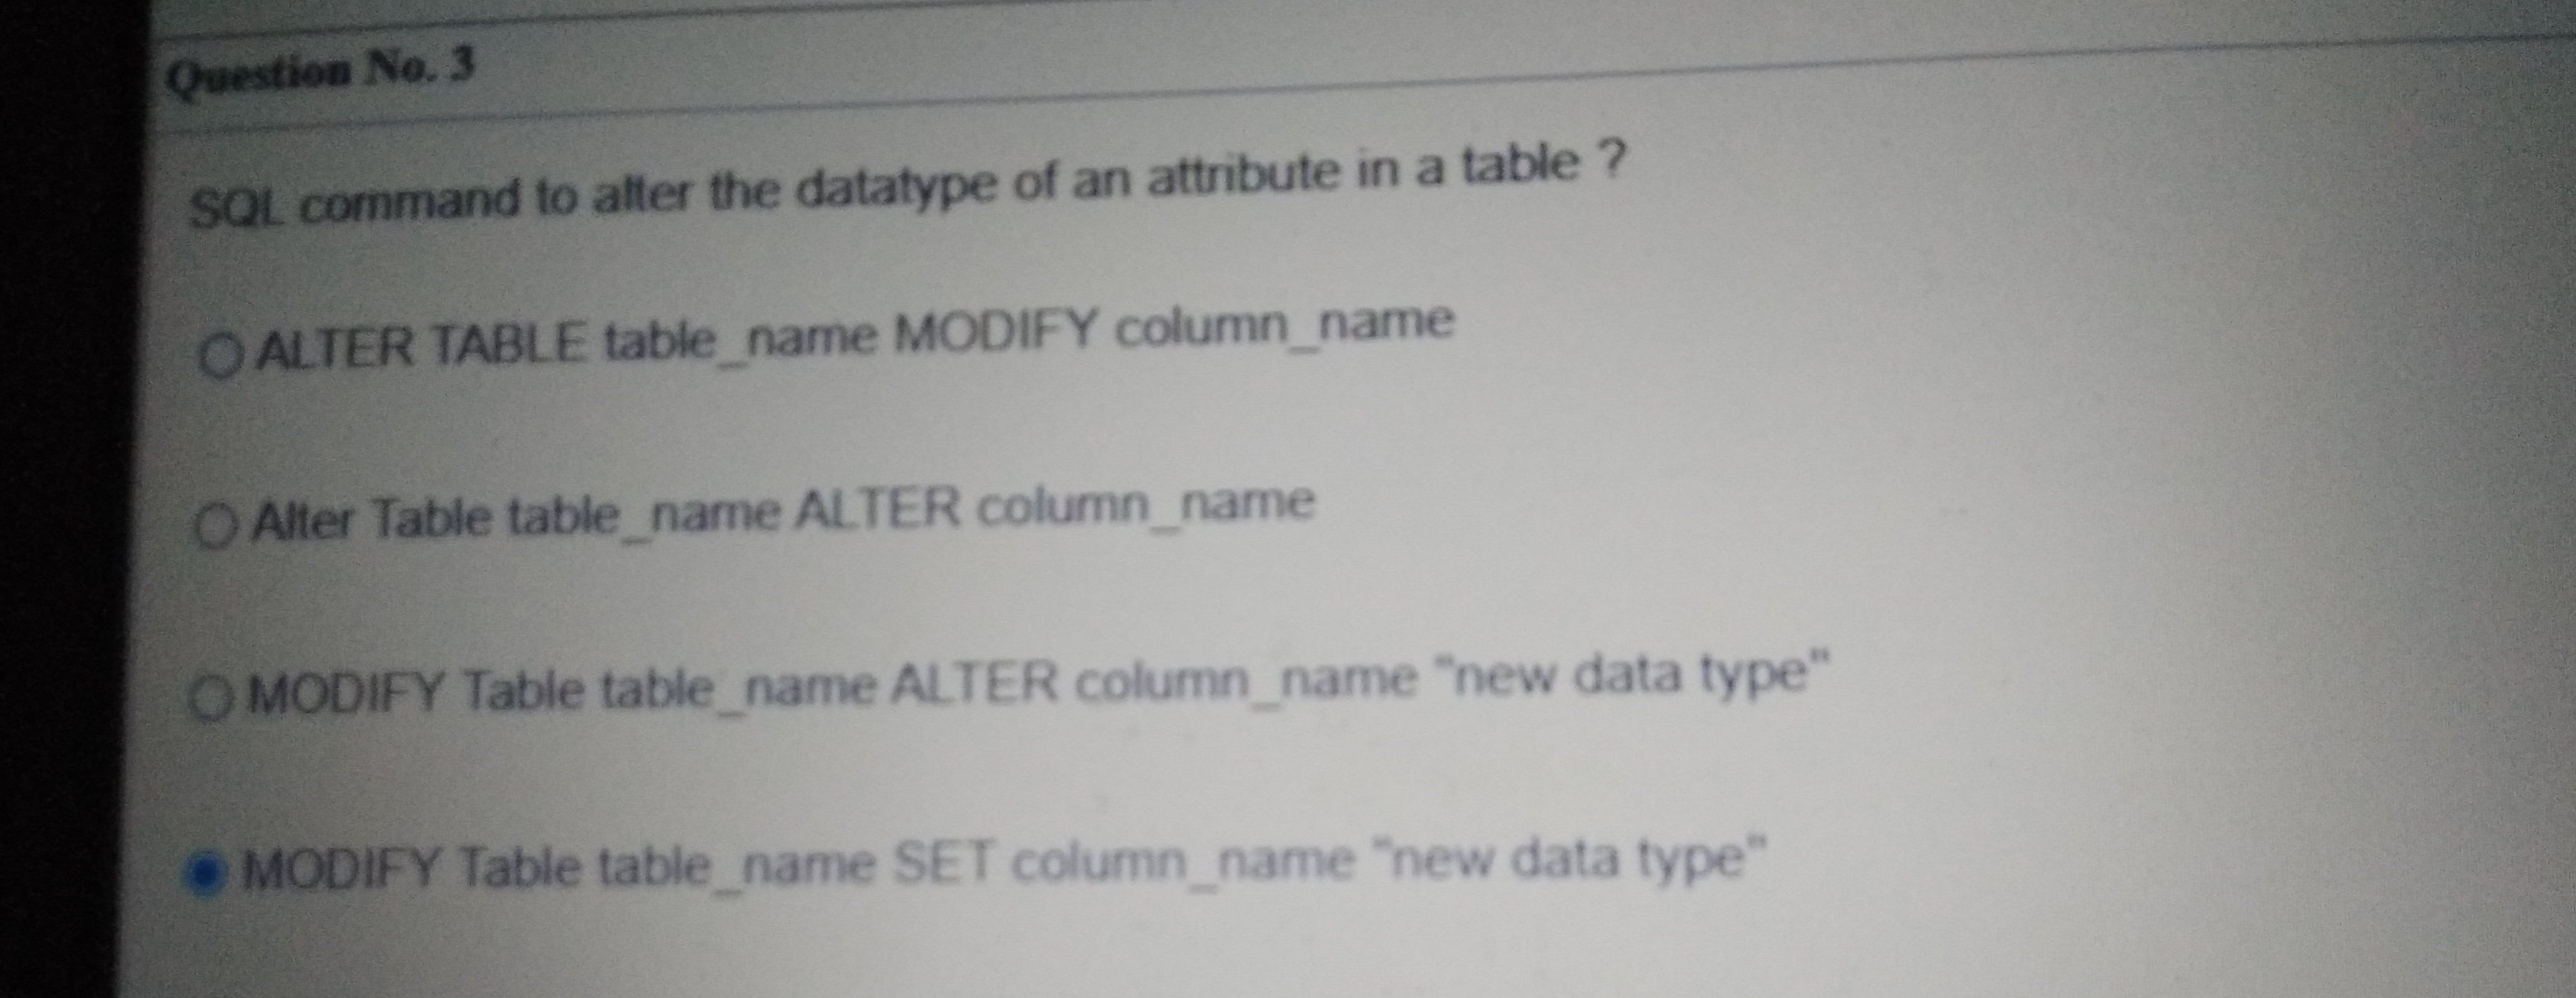 Question No. 3
SQL command to alter the datatype of an attribute in a table ?
ALTER TABLE table_name MODIFY column_name
Alter Table table_name ALTER column_name
MODIFY Table table_name ALTER column_name "new data type"
MODIFY Table table_name SET column_name "new data type"